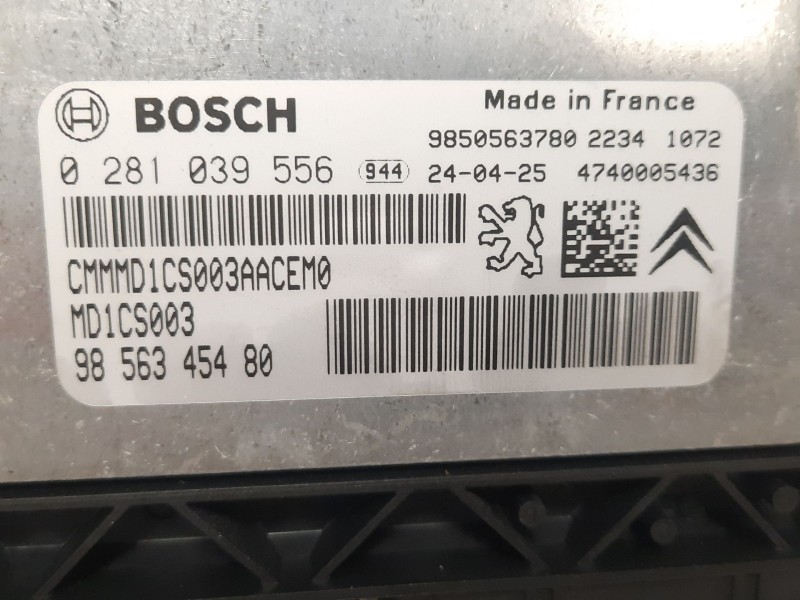 BOSCH
Made in France
9850563780 2234 1072
0 281 039 556 944 24-04-25 4740005436
CMMMD1CS003AACEM0
MD1CS003
98 563 454 80